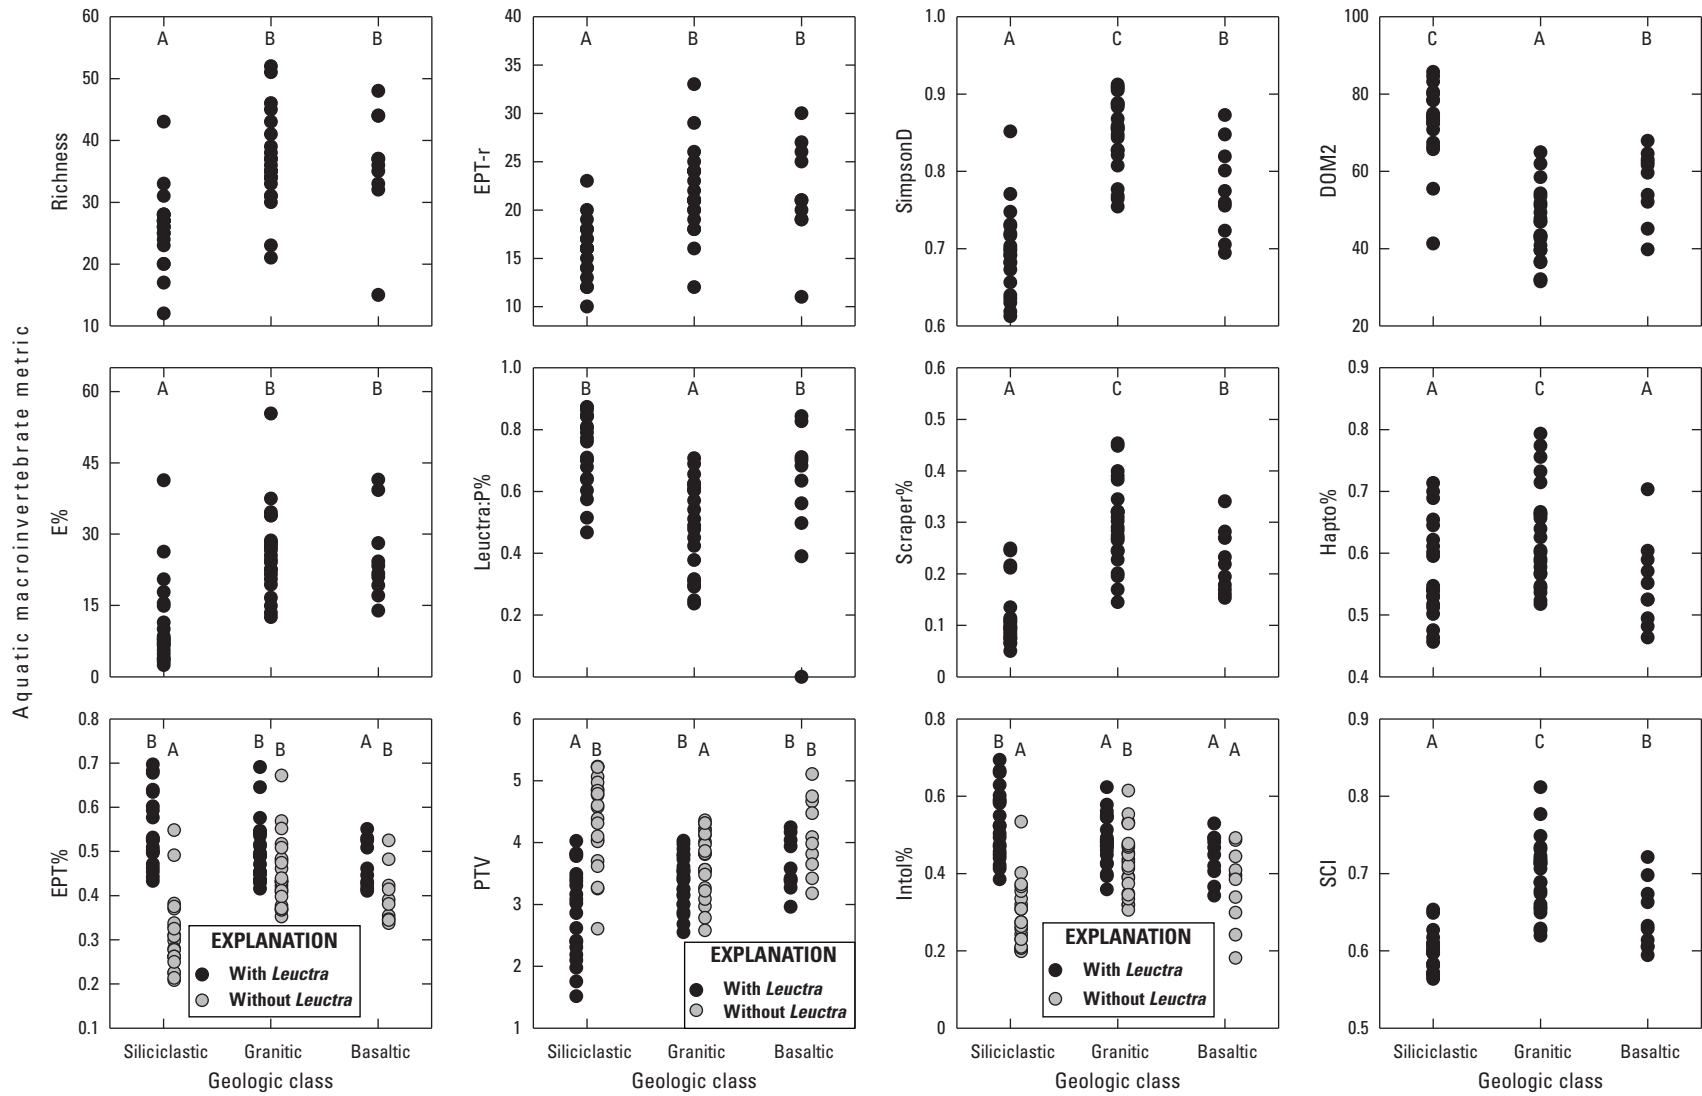 Aquatic macroinvertebrate metric
Richness
60
50
40
30
20
10
A B B
EPT-r
40
35
30
25
20
15
10
A B B
SimpsonD
1.0
0.9
0.8
0.7
0.6
A C B
DOM2
100
80
60
40
20
C A B
E%
60
45
30
15
0
A B B
Leuctra:P%
1.0
0.8
0.6
0.4
0.2
0
B A B
Scraper%
0.6
0.5
0.4
0.3
0.2
0.1
0
A C B
Hapto%
0.9
0.8
0.7
0.6
0.5
0.4
A C A
EPT%
0.8
0.7
0.6
0.5
0.4
0.3
0.2
0.1
B A B B A B
EXPLANATION
With Leuctra
Without Leuctra
Siliciclastic Granitic Basaltic
Geologic class
PTV
6
5
4
3
2
1
A B B A B B
EXPLANATION
With Leuctra
Without Leuctra
Siliciclastic Granitic Basaltic
Geologic class
Intol%
0.8
0.6
0.4
0.2
0
B A A B A A
EXPLANATION
With Leuctra
Without Leuctra
Siliciclastic Granitic Basaltic
Geologic class
SCI
0.9
0.8
0.7
0.6
0.5
A C B
Siliciclastic Granitic Basaltic
Geologic class